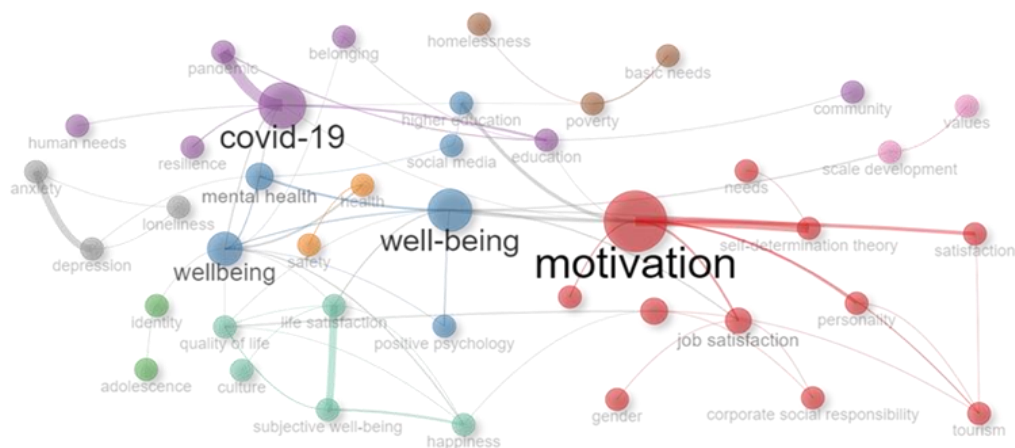 homelessness
belonging
pandemic
basic needs
community
values
higher education
poverty
covid-19
human needs
resilience
social media
education
scale development
anxiety
mental health
health
needs
loneliness
well-being
self-determination theory
satisfaction
depression
wellbeing
safety
motivation
identity
life satisfaction
personality
quality of life
positive psychology
job satisfaction
adolescence
culture
gender
corporate social responsibility
subjective well-being
happiness
tourism